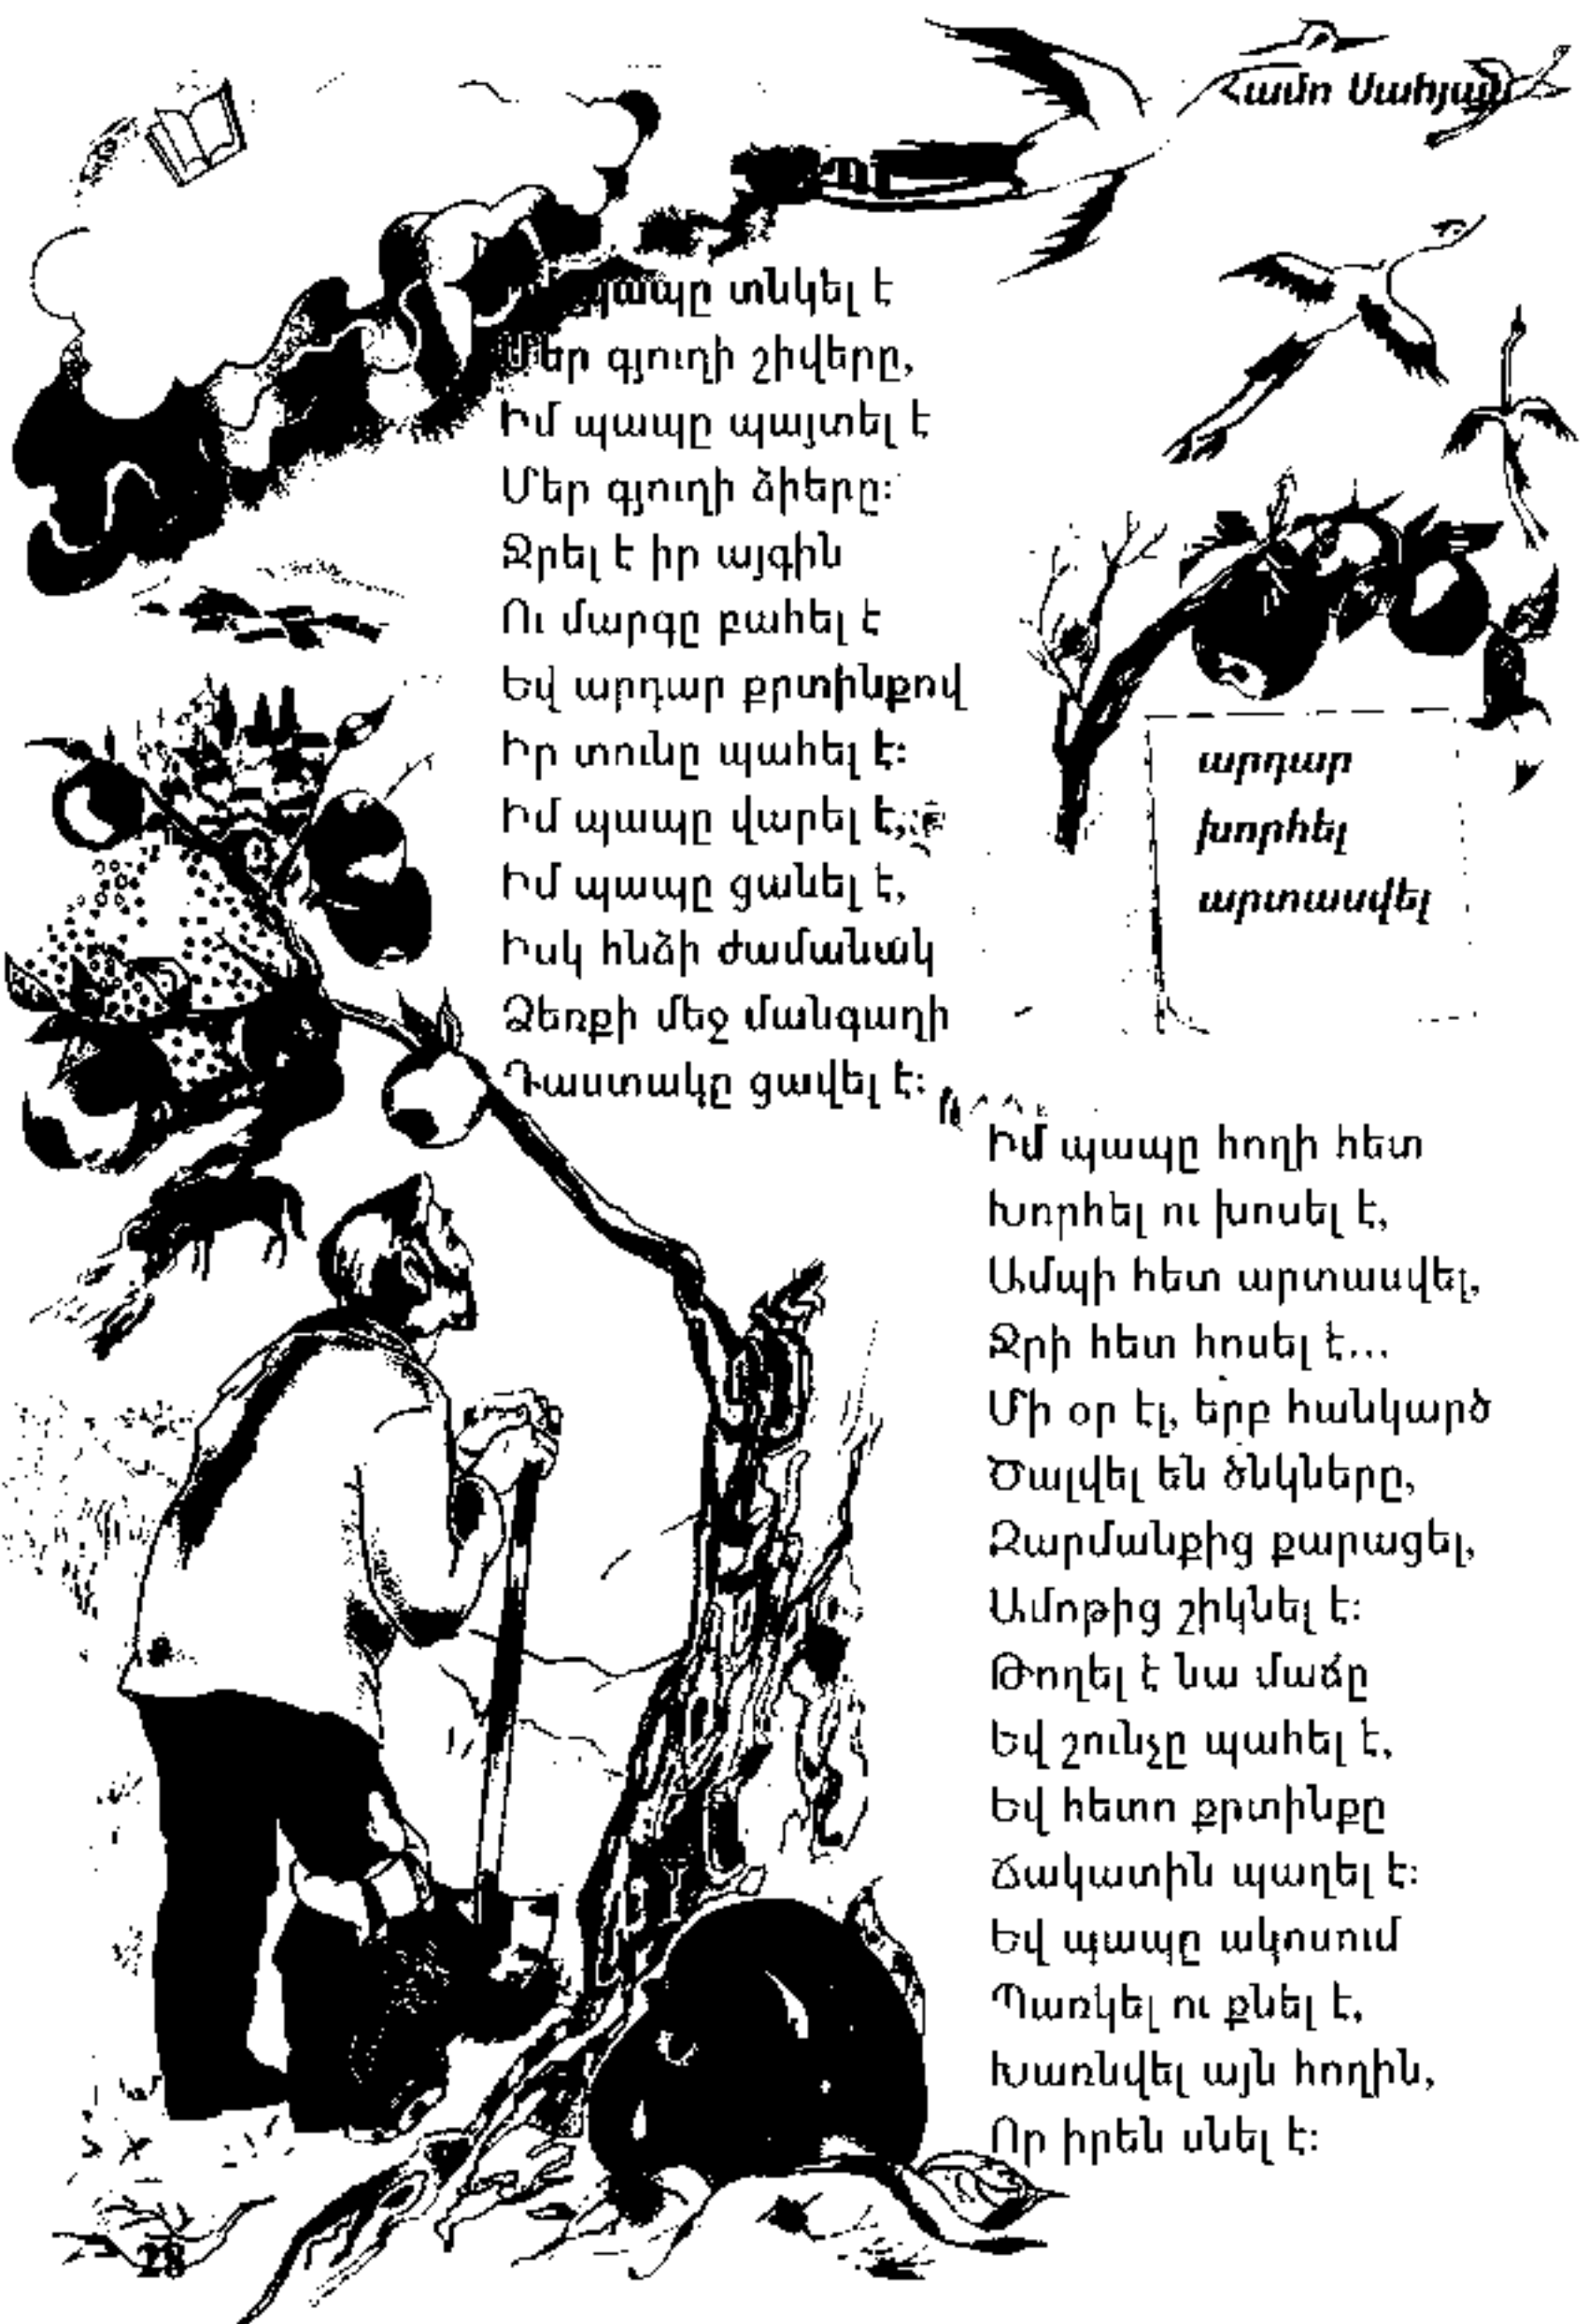 Համո Սահյան
պապը տնկել է
Մեր գյուղի շիվերը,
Իմ պապը պայտել է
Մեր գյուղի ձիերը:
Ջրել է իր այգին
Ու մարգը բահել է
Եվ արդար քրտինքով
Իր տունը պահել է:
Իմ պապը վարել է,
Իմ պապը ցանել է,
Իսկ հնձի ժամանակ
Ձեռքի մեջ մանգաղի
Դաստակը ցավել է:
արդար
խորհել
արտասվել
Իմ պապը հողի հետ
Խորհել ու խոսել է,
Ամպի հետ արտասվել,
Ջրի հետ հոսել է...
Մի օր էլ, երբ հանկարծ
Ծալվել են ծնկները,
Զարմանքից քարացել,
Ամոթից շիկնել է:
Թողել է նա մաճը
Եվ շունչը պահել է,
Եվ հետո քրտինքը
Ճակատին պաղել է:
Եվ պապը ակոսում
Պառկել ու քնել է,
Խառնվել այն հողին,
Որ իրեն սնել է:
28